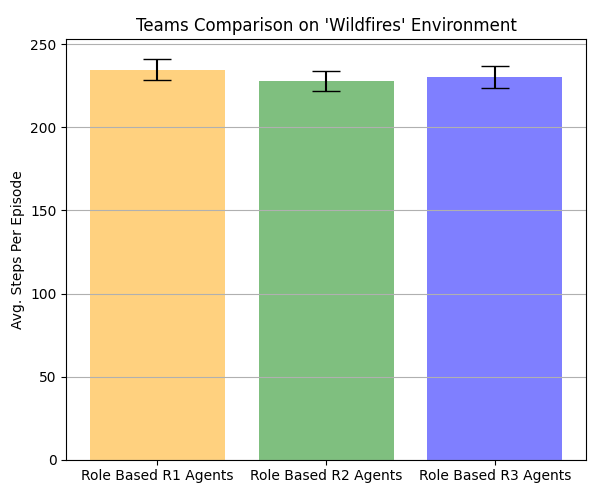 Teams Comparison on 'Wildfires' Environment
Avg. Steps Per Episode
250
200
150
100
50
0
Role Based R1 Agents
Role Based R2 Agents
Role Based R3 Agents